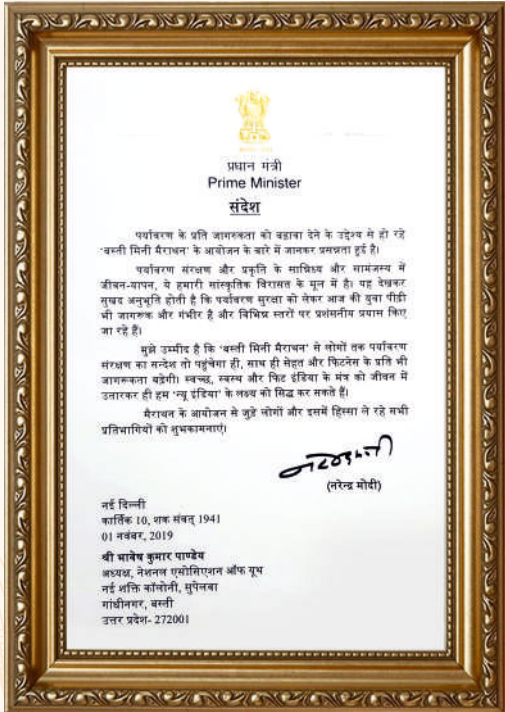 प्रधान मंत्री
Prime Minister
संदेश
पर्यावरण के प्रति जागरूकता को बढ़ावा देने के उद्देश्य से हो रहे
'बस्ती मिनी मैराथन' के आयोजन के बारे में जानकर प्रसन्नता हुई है।
पर्यावरण संरक्षण और प्रकृति के सान्निध्य और सामंजस्य में
जीवन-यापन, ये हमारी सांस्कृतिक विरासत के मूल में है। यह देखकर
सुखद अनुभूति होती है कि पर्यावरण सुरक्षा को लेकर आज की युवा पीढ़ी
भी जागरूक और गंभीर है और विभिन्न स्तरों पर प्रशंसनीय प्रयास किए
जा रहे हैं।
मुझे उम्मीद है कि 'बस्ती मिनी मैराथन' से लोगों तक पर्यावरण
संरक्षण का सन्देश तो पहुंचेगा ही, साथ ही सेहत और फिटनेस के प्रति भी
जागरूकता बढ़ेगी। स्वच्छ, स्वस्थ और फिट इंडिया के मंत्र को जीवन में
उतारकर ही हम 'न्यू इंडिया' के लक्ष्य को सिद्ध कर सकते हैं।
मैराथन के आयोजन से जुड़े लोगों और इसमें हिस्सा ले रहे सभी
प्रतिभागियों को शुभकामनाएं।
(नरेन्द्र मोदी)
नई दिल्ली
कार्तिक 10, शक संवत् 1941
01 नवंबर, 2019
श्री भावेष कुमार पाण्डेय
अध्यक्ष, नेशनल एसोसिएशन ऑफ यूथ
नई शक्ति कॉलोनी, सुपेलवा
गांधीनगर, बस्ती
उत्तर प्रदेश- 272001